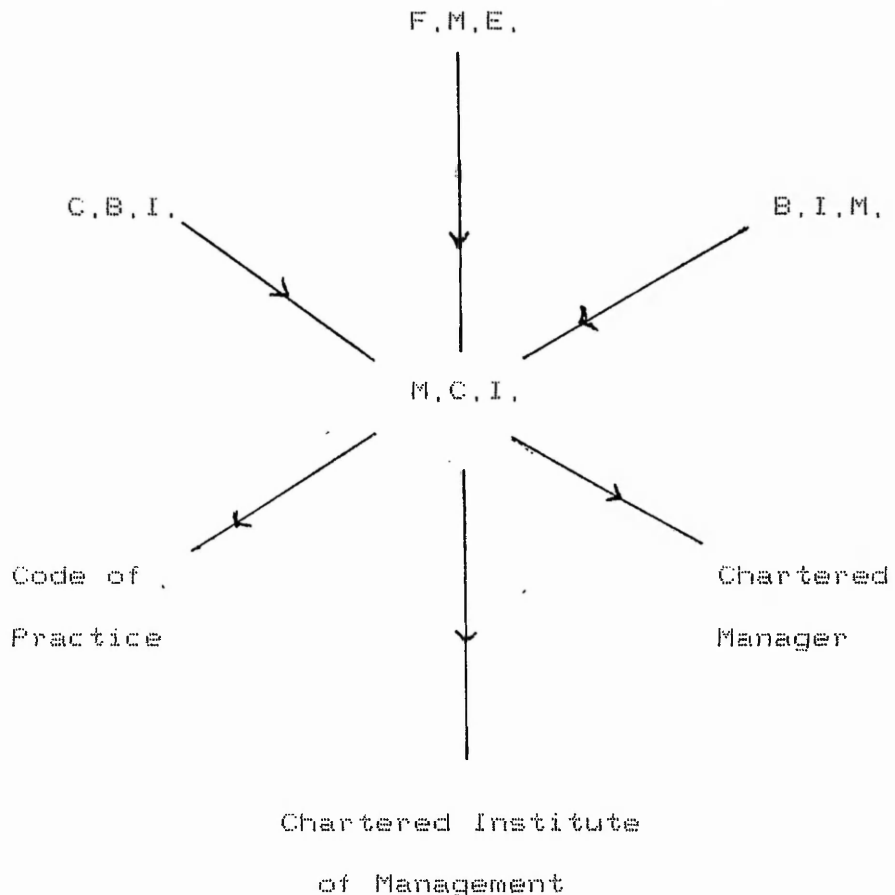 F.M.E.
C.B.I.
B.I.M.
M.C.I.
Code of
Practice
Chartered
Manager
Chartered Institute
of Management